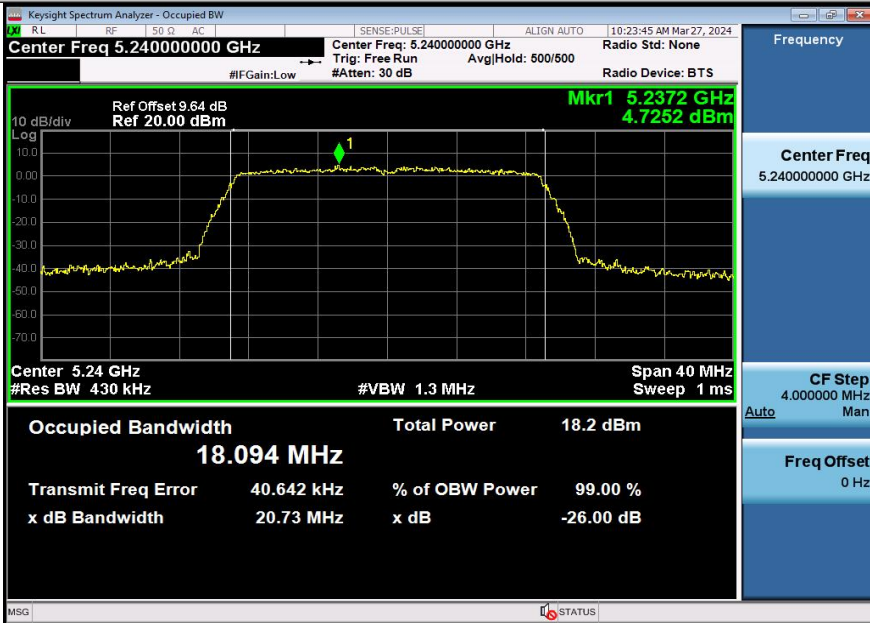 Keysight Spectrum Analyzer - Occupied BW
LXI RL RF 50 Ω AC SENSE:PULSE ALIGN AUTO 10:23:45 AM Mar 27, 2024
Center Freq 5.240000000 GHz
Center Freq: 5.240000000 GHz Radio Std: None
Trig: Free Run Avg|Hold: 500/500
#IFGain:Low #Atten: 30 dB Radio Device: BTS
Frequency
Ref Offset 9.64 dB Mkr1 5.2372 GHz
10 dB/div Ref 20.00 dBm 4.7252 dBm
Log
1
10.0
0.00
-10.0
-20.0
-30.0
-40.0
-50.0
-60.0
-70.0
Center 5.24 GHz Span 40 MHz
#Res BW 430 kHz #VBW 1.3 MHz Sweep 1 ms
Occupied Bandwidth Total Power 18.2 dBm
18.094 MHz
Transmit Freq Error 40.642 kHz % of OBW Power 99.00 %
x dB Bandwidth 20.73 MHz x dB -26.00 dB
Center Freq
5.240000000 GHz
CF Step
4.000000 MHz
Auto Man
Freq Offset
0 Hz
MSG STATUS